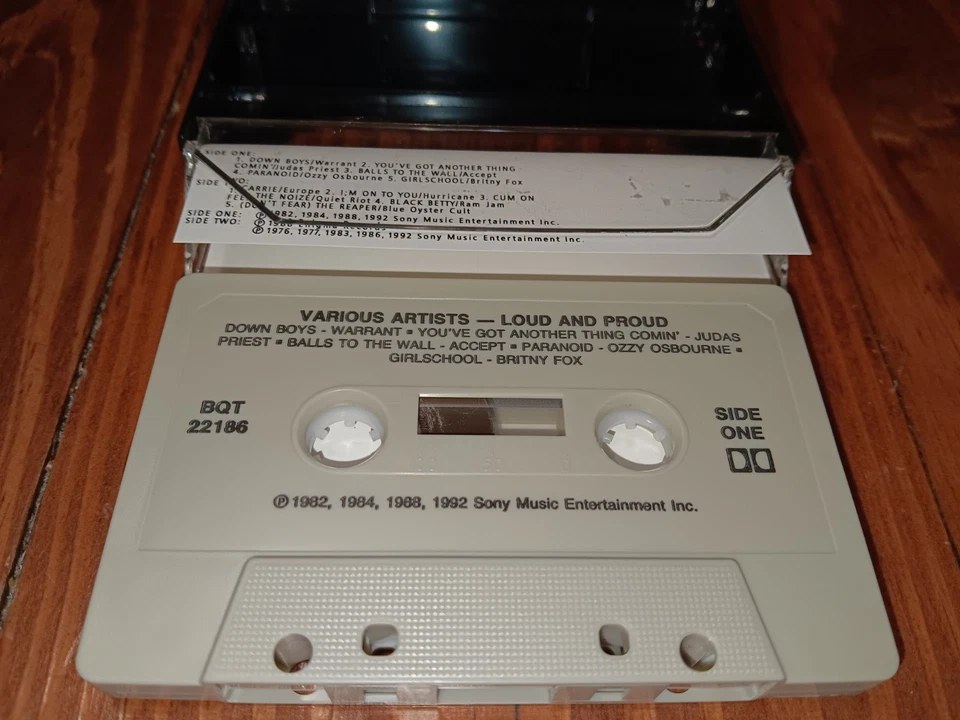 SIDE ONE:
1. DOWN BOYS/Warrant 2. YOU'VE GOT ANOTHER THING
COMIN'/Judas Priest 3. BALLS TO THE WALL/Accept
4. PARANOID/Ozzy Osbourne 5. GIRLSCHOOL/Britny Fox
SIDE TWO:
1. CARRIE/Europe 2. I;M ON TO YOU/Hurricane 3. CUM ON
FEEL THE NOIZE/Quiet Riot 4. BLACK BETTY/Ram Jam
5. (DON'T FEAR) THE REAPER/Blue Oyster Cult
SIDE ONE: ℗ 1982, 1984, 1988, 1992 Sony Music Entertainment Inc.
SIDE TWO: ℗ 1988 Enigma Records
℗ 1976, 1977, 1983, 1986, 1992 Sony Music Entertainment Inc.
VARIOUS ARTISTS — LOUD AND PROUD
DOWN BOYS - WARRANT ▪ YOU'VE GOT ANOTHER THING COMIN' - JUDAS
PRIEST ▪ BALLS TO THE WALL - ACCEPT ▪ PARANOID - OZZY OSBOURNE ▪
GIRLSCHOOL - BRITNY FOX
BQT
22186
SIDE
ONE
℗ 1982, 1984, 1988, 1992 Sony Music Entertainment Inc.